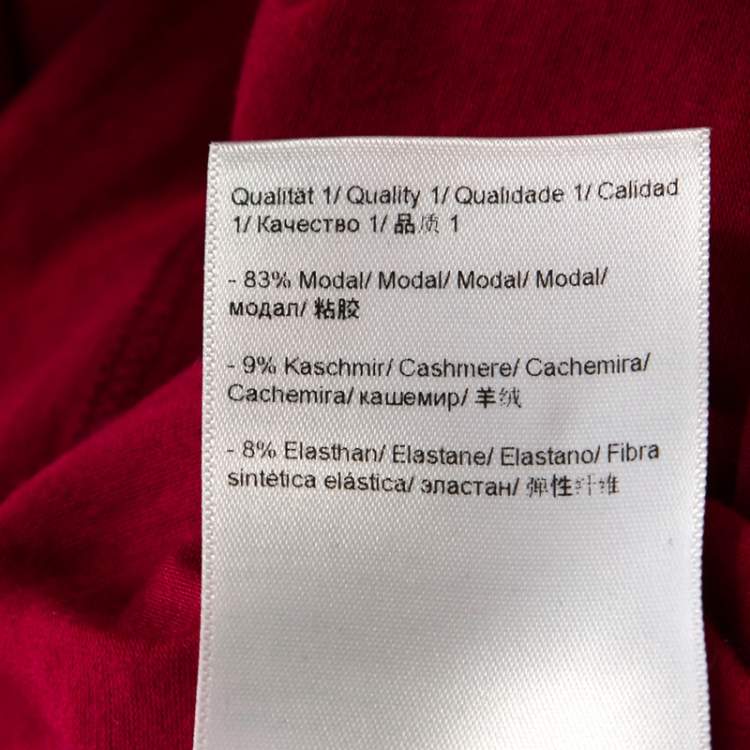 Qualität 1/ Quality 1/ Qualidade 1/ Calidad
1/ Качество 1/ 品质 1
- 83% Modal/ Modal/ Modal/ Modal/
модал/ 粘胶
- 9% Kaschmir/ Cashmere/ Cachemira/
Cachemira/ кашемир/ 羊绒
- 8% Elasthan/ Elastane/ Elastano/ Fibra
sintética elástica/ эластан/ 弹性纤维